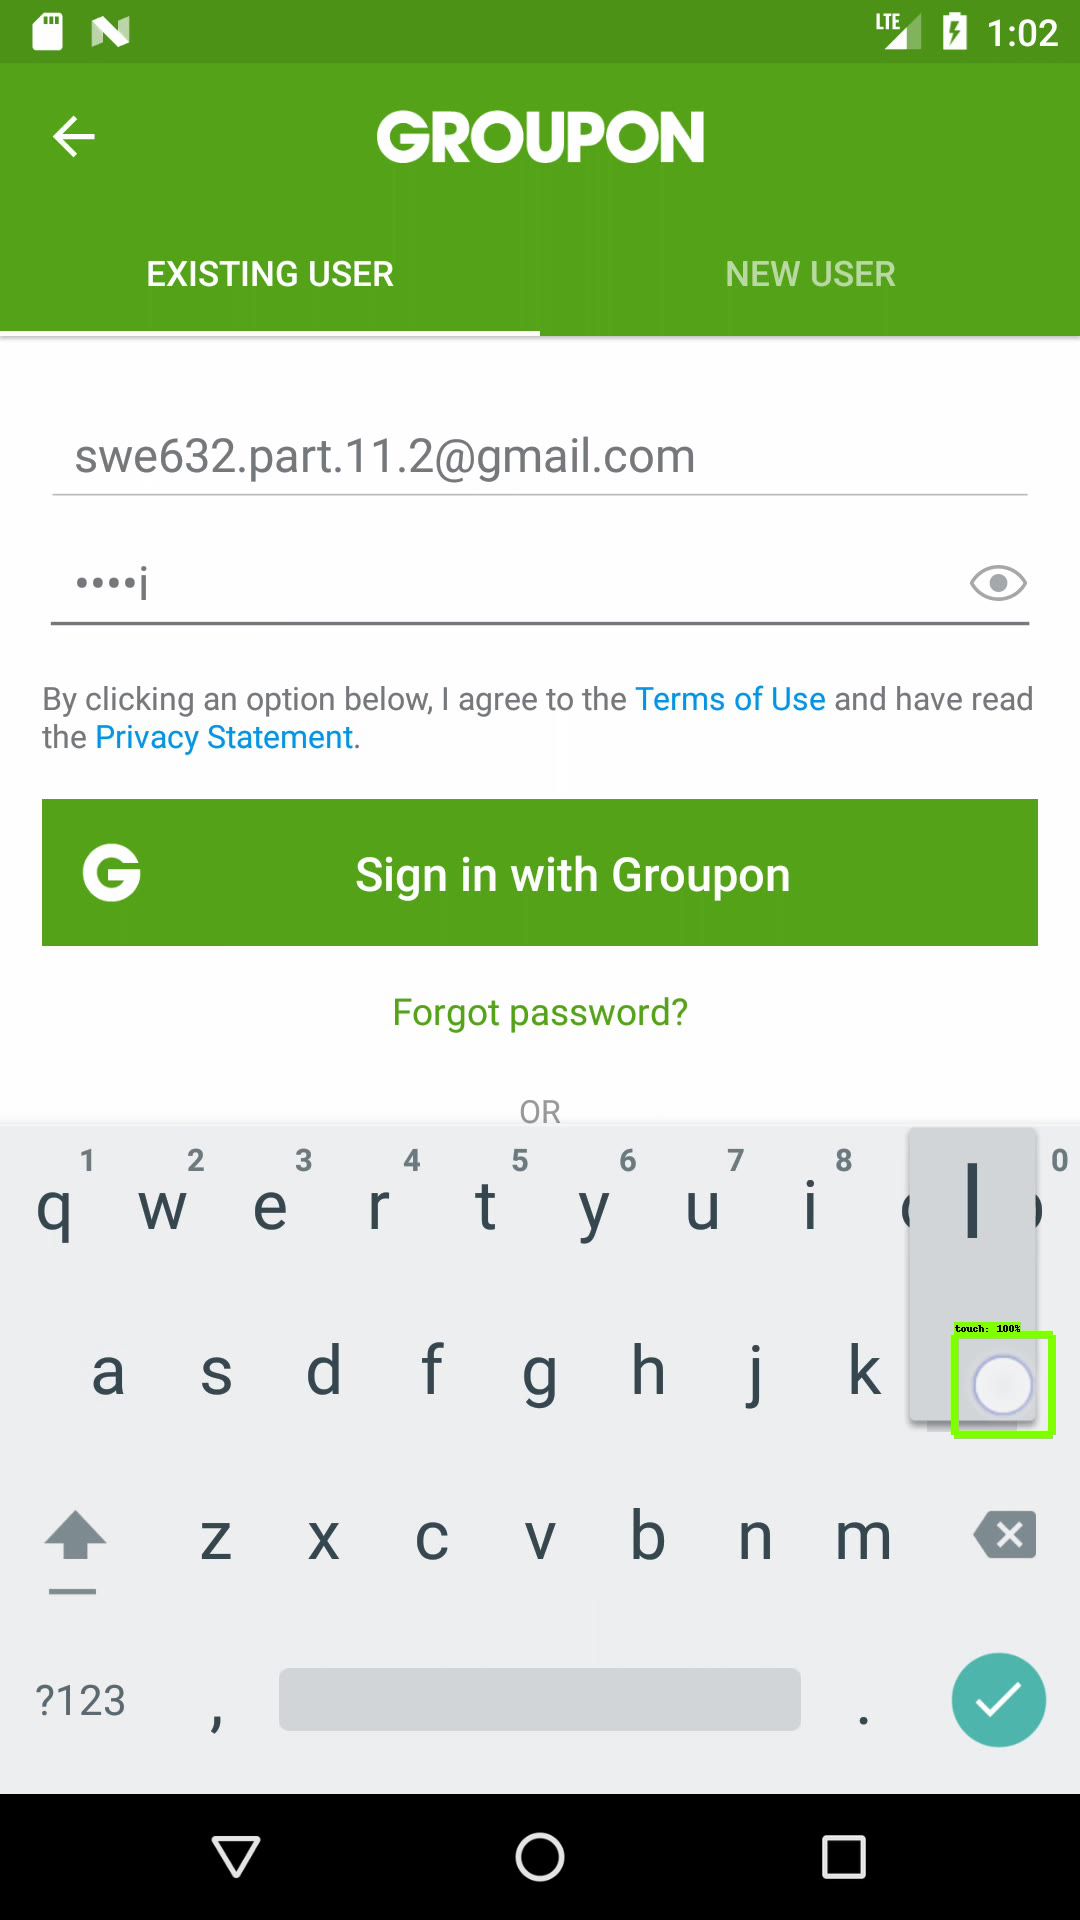 LTE 1:02
GROUPON
EXISTING USER NEW USER
swe632.part.11.2@gmail.com
••••i
By clicking an option below, I agree to the Terms of Use and have read
the Privacy Statement.
G Sign in with Groupon
Forgot password?
OR
1 2 3 4 5 6 7 8 0
q w e r t y u i l
touch: 100%
a s d f g h j k
z x c v b n m
?123 , .